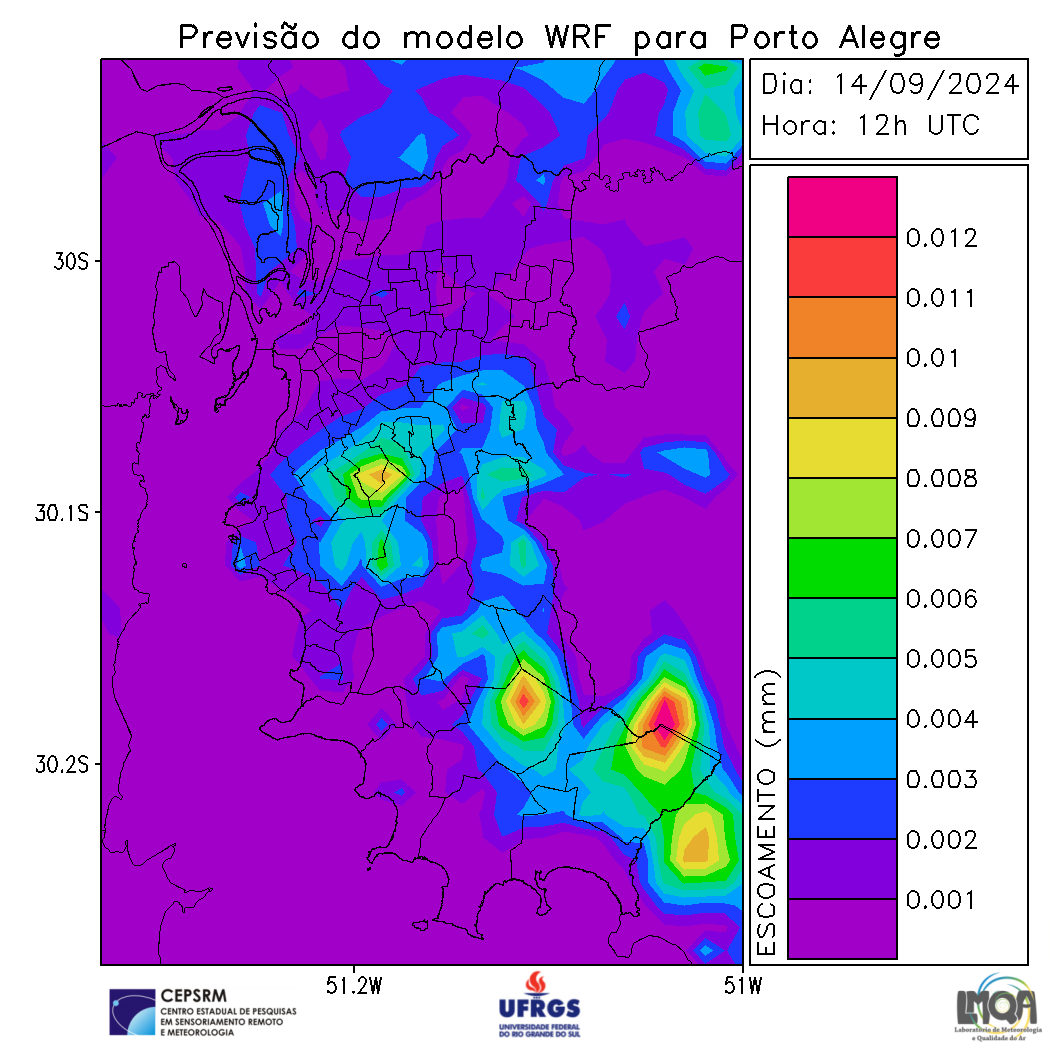 Previsão do modelo WRF para Porto Alegre
Dia: 14/09/2024
Hora: 12h UTC
30S
30.1S
30.2S
51.2W
51W
ESCOAMENTO (mm)
0.012
0.011
0.01
0.009
0.008
0.007
0.006
0.005
0.004
0.003
0.002
0.001
CEPSRM
CENTRO ESTADUAL DE PESQUISAS
EM SENSORIAMENTO REMOTO
E METEOROLOGIA
UFRGS
UNIVERSIDADE FEDERAL
DO RIO GRANDE DO SUL
LMQA
Laboratório de Meteorologia
e Qualidade do Ar